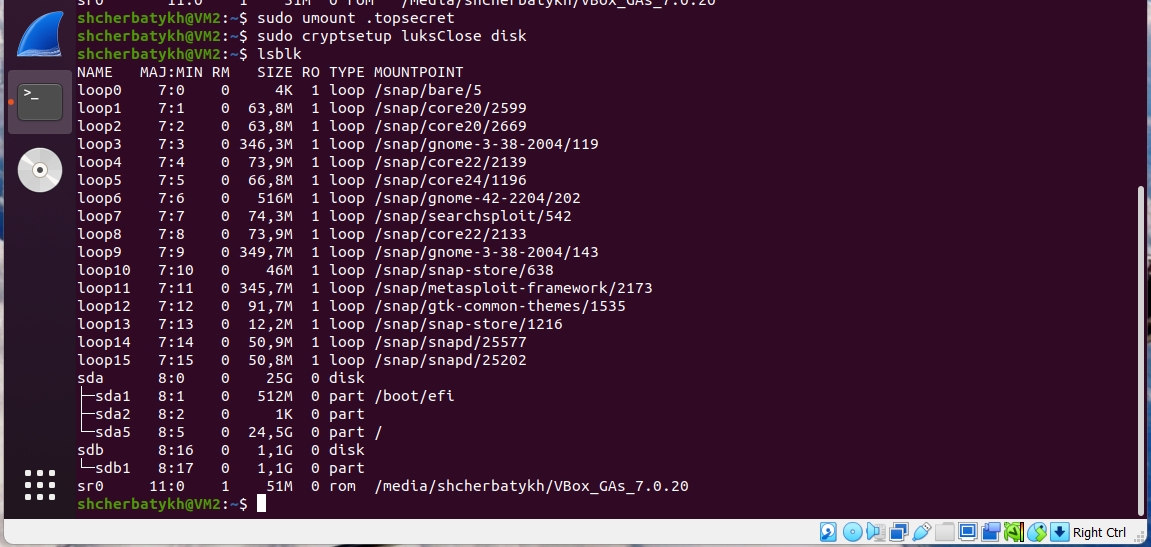 sr0 11:0 1 51M 0 rom /media/shcherbatykh/VBox_GAs_7.0.20
shcherbatykh@VM2:~$ sudo umount .topsecret
shcherbatykh@VM2:~$ sudo cryptsetup luksClose disk
shcherbatykh@VM2:~$ lsblk
NAME MAJ:MIN RM SIZE RO TYPE MOUNTPOINT
loop0 7:0 0 4K 1 loop /snap/bare/5
loop1 7:1 0 63,8M 1 loop /snap/core20/2599
loop2 7:2 0 63,8M 1 loop /snap/core20/2669
loop3 7:3 0 346,3M 1 loop /snap/gnome-3-38-2004/119
loop4 7:4 0 73,9M 1 loop /snap/core22/2139
loop5 7:5 0 66,8M 1 loop /snap/core24/1196
loop6 7:6 0 516M 1 loop /snap/gnome-42-2204/202
loop7 7:7 0 74,3M 1 loop /snap/searchsploit/542
loop8 7:8 0 73,9M 1 loop /snap/core22/2133
loop9 7:9 0 349,7M 1 loop /snap/gnome-3-38-2004/143
loop10 7:10 0 46M 1 loop /snap/snap-store/638
loop11 7:11 0 345,7M 1 loop /snap/metasploit-framework/2173
loop12 7:12 0 91,7M 1 loop /snap/gtk-common-themes/1535
loop13 7:13 0 12,2M 1 loop /snap/snap-store/1216
loop14 7:14 0 50,9M 1 loop /snap/snapd/25577
loop15 7:15 0 50,8M 1 loop /snap/snapd/25202
sda 8:0 0 25G 0 disk
├─sda1 8:1 0 512M 0 part /boot/efi
├─sda2 8:2 0 1K 0 part
└─sda5 8:5 0 24,5G 0 part /
sdb 8:16 0 1,1G 0 disk
└─sdb1 8:17 0 1,1G 0 part
sr0 11:0 1 51M 0 rom /media/shcherbatykh/VBox_GAs_7.0.20
shcherbatykh@VM2:~$
Right Ctrl